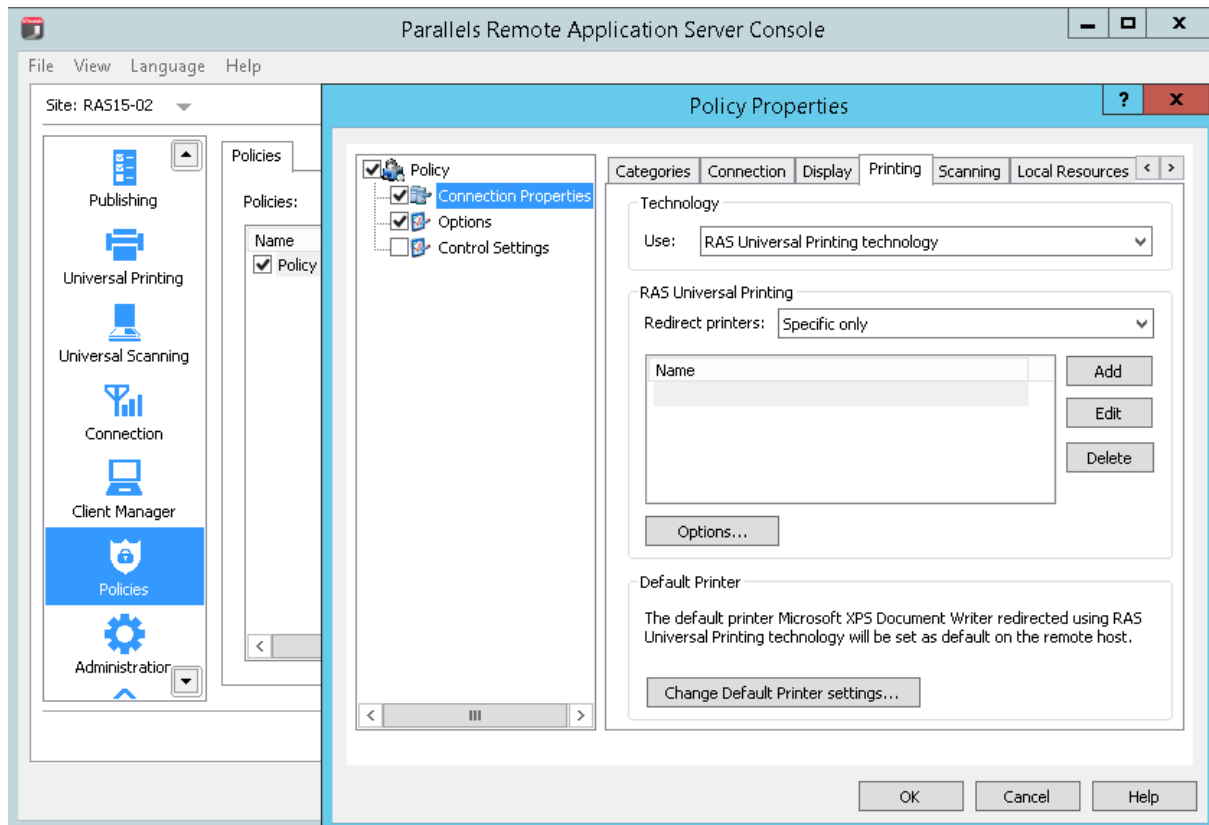 Parallels Remote Application Server Console
File View Language Help
Site: RAS15-02
Publishing
Universal Printing
Universal Scanning
Connection
Client Manager
Policies
Administration
Policies
Policies:
Name
Policy
Policy Properties
?
x
Policy
Connection Properties
Options
Control Settings
Categories Connection Display Printing Scanning Local Resources
Technology
Use: RAS Universal Printing technology
RAS Universal Printing
Redirect printers: Specific only
Name
Add
Edit
Delete
Options...
Default Printer
The default printer Microsoft XPS Document Writer redirected using RAS
Universal Printing technology will be set as default on the remote host.
Change Default Printer settings...
OK Cancel Help